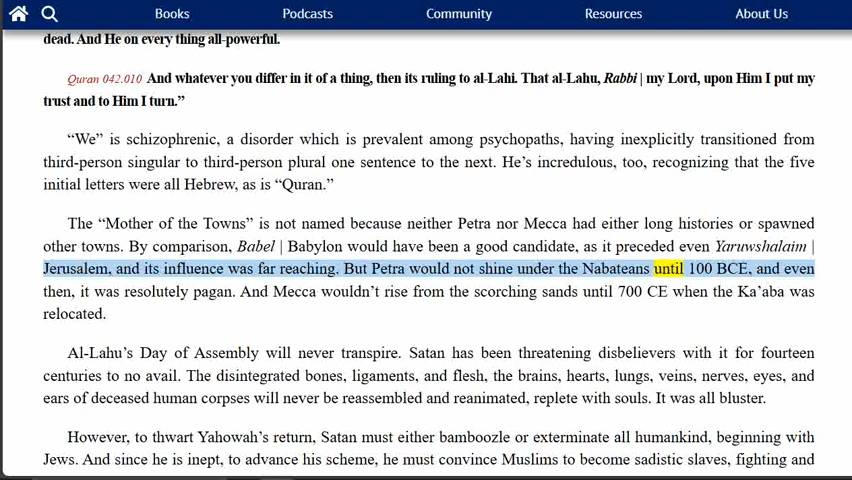 Books Podcasts Community Resources About Us
dead. And He on every thing all-powerful.
Quran 042.010 And whatever you differ in it of a thing, then its ruling to al-Lahi. That al-Lahu, Rabbi | my Lord, upon Him I put my
trust and to Him I turn.”
“We” is schizophrenic, a disorder which is prevalent among psychopaths, having inexplicitly transitioned from
third-person singular to third-person plural one sentence to the next. He’s incredulous, too, recognizing that the five
initial letters were all Hebrew, as is “Quran.”
The “Mother of the Towns” is not named because neither Petra nor Mecca had either long histories or spawned
other towns. By comparison, Babel | Babylon would have been a good candidate, as it preceded even Yaruwshalaim |
Jerusalem, and its influence was far reaching. But Petra would not shine under the Nabateans until 100 BCE, and even
then, it was resolutely pagan. And Mecca wouldn’t rise from the scorching sands until 700 CE when the Ka’aba was
relocated.
Al-Lahu’s Day of Assembly will never transpire. Satan has been threatening disbelievers with it for fourteen
centuries to no avail. The disintegrated bones, ligaments, and flesh, the brains, hearts, lungs, veins, nerves, eyes, and
ears of deceased human corpses will never be reassembled and reanimated, replete with souls. It was all bluster.
However, to thwart Yahowah’s return, Satan must either bamboozle or exterminate all humankind, beginning with
Jews. And since he is inept, to advance his scheme, he must convince Muslims to become sadistic slaves, fighting and